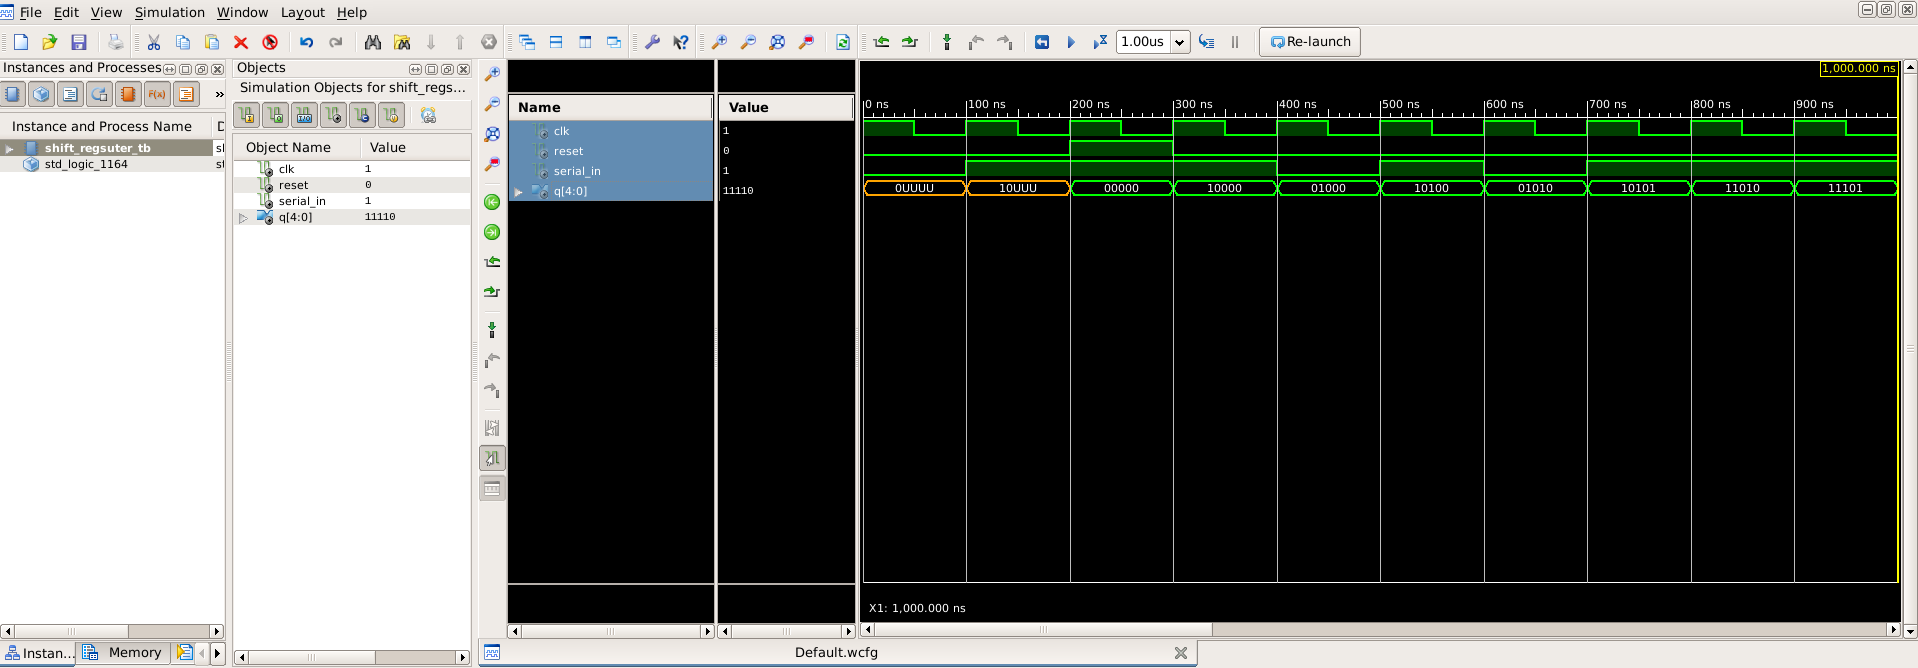 File Edit View Simulation Window Layout Help
1.00us Re-launch
Instances and Processes
F(x) »
Instance and Process Name D
shift_regsuter_tb sl
std_logic_1164 st
Instan... Memory
Objects
Simulation Objects for shift_regs...
Object Name Value
clk 1
reset 0
serial_in 1
q[4:0] 11110
Name Value
clk 1
reset 0
serial_in 1
q[4:0] 11110
1,000.000 ns
0 ns 100 ns 200 ns 300 ns 400 ns 500 ns 600 ns 700 ns 800 ns 900 ns
0UUUU 10UUU 00000 10000 01000 10100 01010 10101 11010 11101
X1: 1,000.000 ns
Default.wcfg